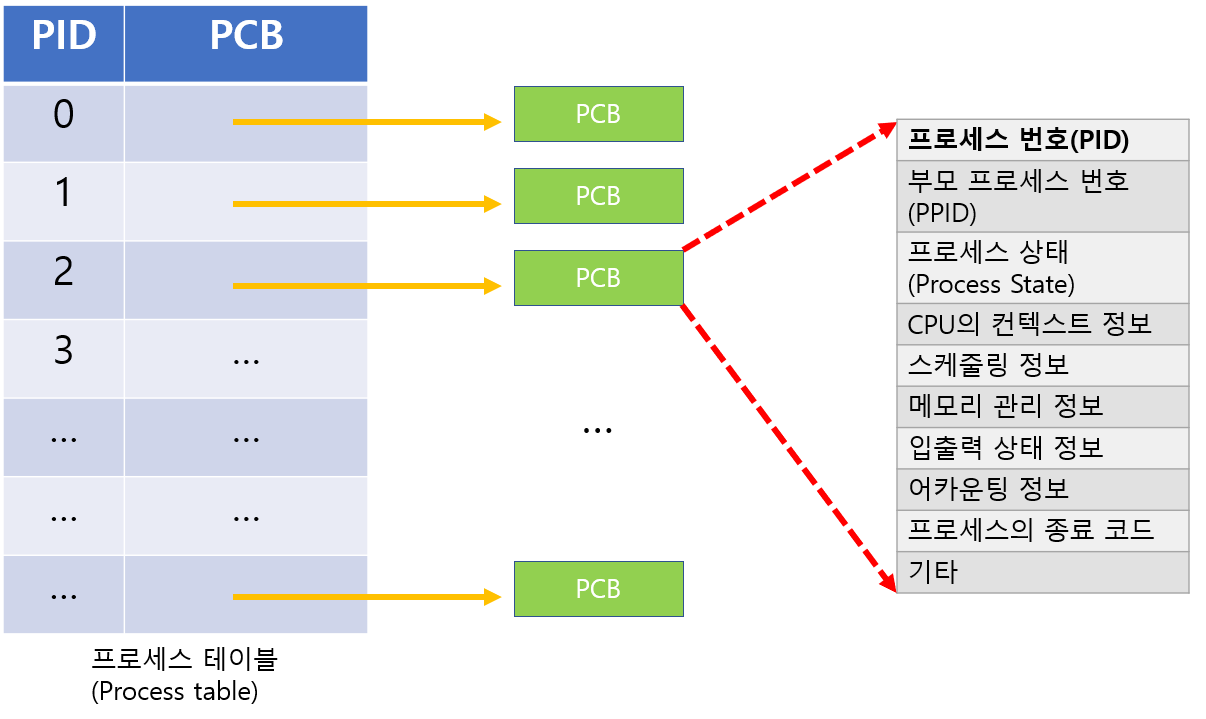 PID PCB
0
1
2
3 ...
... ...
... ...
...
프로세스 테이블
(Process table)
PCB
PCB
PCB
...
PCB
프로세스 번호(PID)
부모 프로세스 번호
(PPID)
프로세스 상태
(Process State)
CPU의 컨텍스트 정보
스케줄링 정보
메모리 관리 정보
입출력 상태 정보
어카운팅 정보
프로세스의 종료 코드
기타